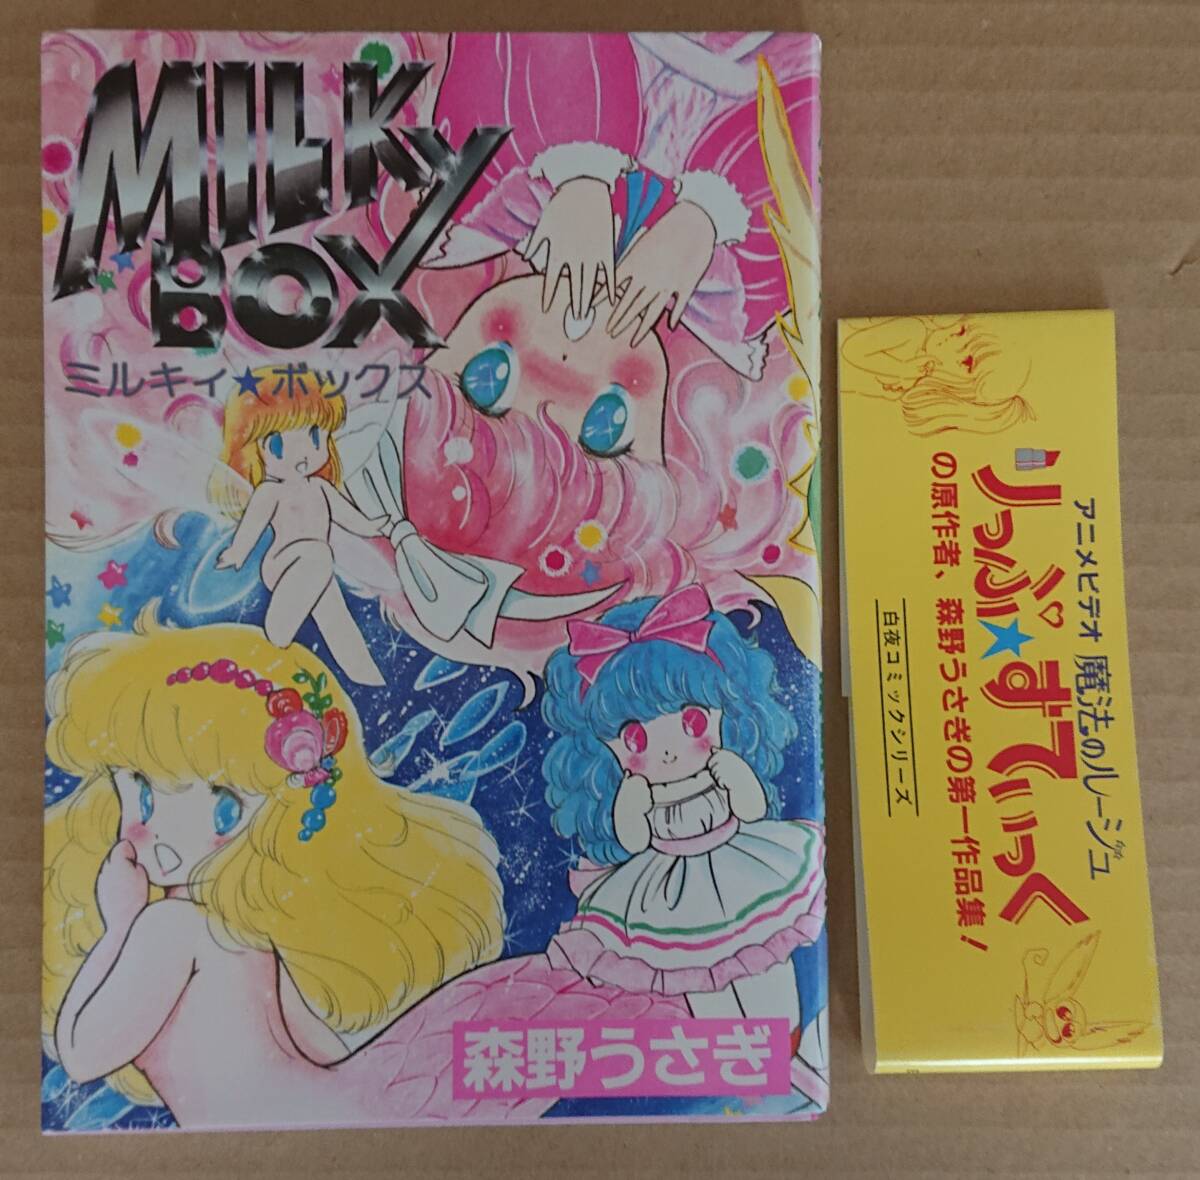 MILKy
BOX
ミルキィ★ボックス
森野うさぎ
アニメビデオ 魔法のルージュ
りっぷ★すてぃっく
の原作者、森野うさぎの第一作品集!
白夜コミックシリーズ